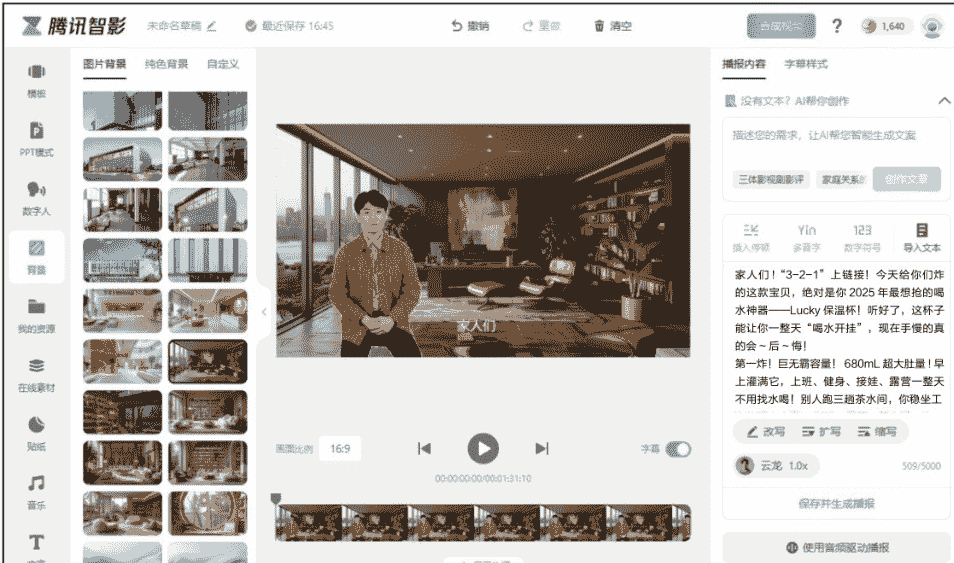 腾讯智影
未命名草稿
最近保存 16:45
撤销
重做
清空
合成视频
?
1,640
模板
PPT模式
数字人
背景
我的资源
在线素材
贴纸
音乐
图片背景 纯色背景 自定义
家人们
画面比例 16:9
字幕
00:00:00:00/00:01:31:10
播报内容 字幕样式
没有文本？AI帮你创作
描述您的需求，让AI帮您智能生成文案
三体影视剧影评 家庭关系的 创作文章
插入停顿 多音字 数字符号 导入文本
家人们！“3-2-1”上链接！今天给你们炸
的这款宝贝，绝对是你 2025 年最想抢的喝
水神器——Lucky 保温杯！听好了，这杯子
能让你一整天“喝水开挂”，现在手慢的真
的会～后～悔！
第一炸！巨无霸容量！680mL 超大肚量！早
上灌满它，上班、健身、接娃、露营一整天
不用找水喝！别人跑三趟茶水间，你稳坐工
改写 扩写 缩写
云龙 1.0x
509/5000
保存并生成播报
使用音频驱动播报